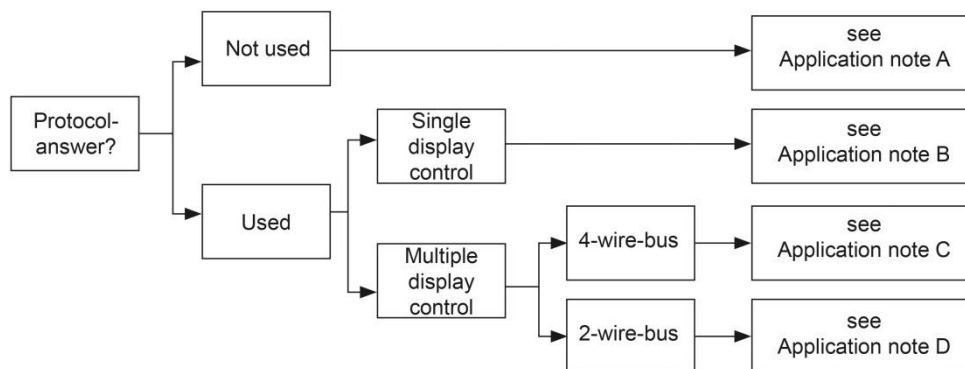 Not used
see
Application note A
Protocol-
answer?
Single
display
control
see
Application note B
Used
Multiple
display
control
4-wire-bus
see
Application note C
2-wire-bus
see
Application note D